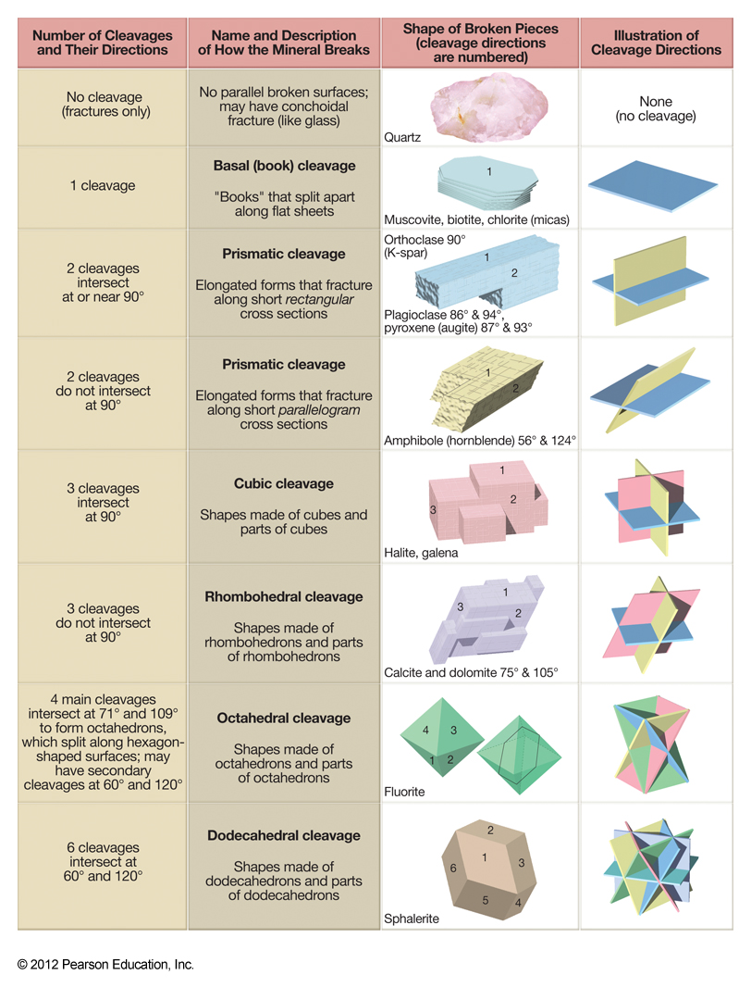 Number of Cleavages
and Their Directions
Name and Description
of How the Mineral Breaks
Shape of Broken Pieces
(cleavage directions
are numbered)
Illustration of
Cleavage Directions
No cleavage
(fractures only)
No parallel broken surfaces;
may have conchoidal
fracture (like glass)
Quartz
None
(no cleavage)
1 cleavage
Basal (book) cleavage
"Books" that split apart
along flat sheets
1
Muscovite, biotite, chlorite (micas)
2 cleavages
intersect
at or near 90°
Prismatic cleavage
Elongated forms that fracture
along short rectangular
cross sections
Orthoclase 90°
(K-spar)
1
2
Plagioclase 86° & 94°,
pyroxene (augite) 87° & 93°
2 cleavages
do not intersect
at 90°
Prismatic cleavage
Elongated forms that fracture
along short parallelogram
cross sections
1
2
Amphibole (hornblende) 56° & 124°
3 cleavages
intersect
at 90°
Cubic cleavage
Shapes made of cubes and
parts of cubes
1
2
3
Halite, galena
3 cleavages
do not intersect
at 90°
Rhombohedral cleavage
Shapes made of
rhombohedrons and parts
of rhombohedrons
1
3
2
Calcite and dolomite 75° & 105°
4 main cleavages
intersect at 71° and 109°
to form octahedrons,
which split along hexagon-
shaped surfaces; may
have secondary
cleavages at 60° and 120°
Octahedral cleavage
Shapes made of
octahedrons and parts
of octahedrons
4 3
1 2
Fluorite
6 cleavages
intersect at
60° and 120°
Dodecahedral cleavage
Shapes made of
dodecahedrons and parts
of dodecahedrons
2
1
3
6
5
4
Sphalerite
© 2012 Pearson Education, Inc.